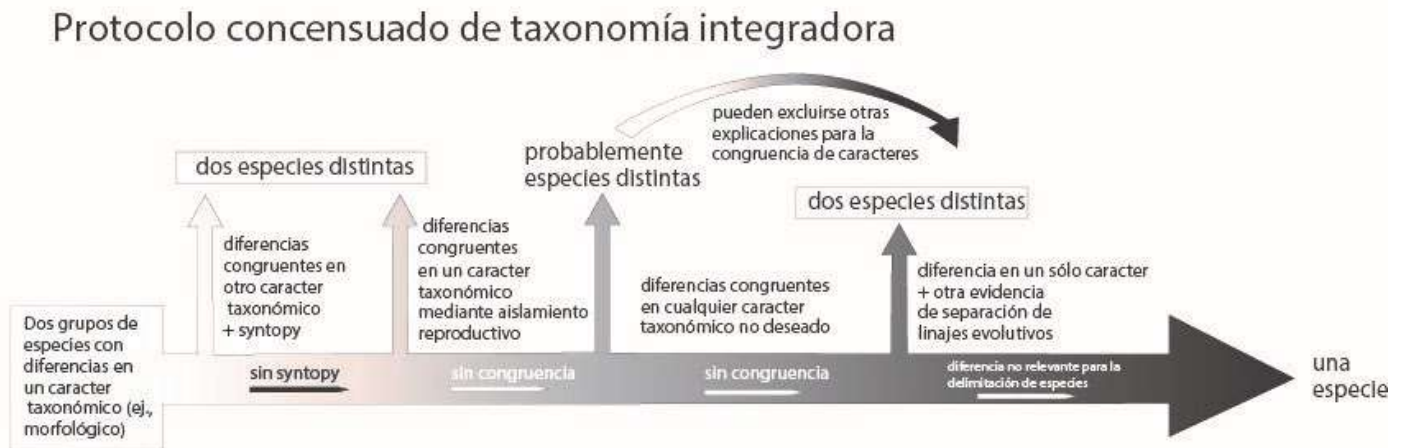 Protocolo concensuado de taxonomía integradora
pueden excluirse otras
explicaciones para la
congruencia de caracteres
dos especies distintas
probablemente
especies distintas
dos especies distintas
diferencias
congruentes en
otro caracter
taxonómico
+ syntopy
diferencias
congruentes
en un caracter
taxonómico
mediante aislamiento
reproductivo
diferencias congruentes
en cualquier caracter
taxonómico no deseado
diferencia en un sólo caracter
+ otra evidencia
de separación de
linajes evolutivos
Dos grupos de
especies con
diferencias en
un caracter
taxonómico (ej.,
morfológico)
sin syntopy
sin congruencia
sin congruencia
diferencia no relevante para la
delimitación de especies
una
especie